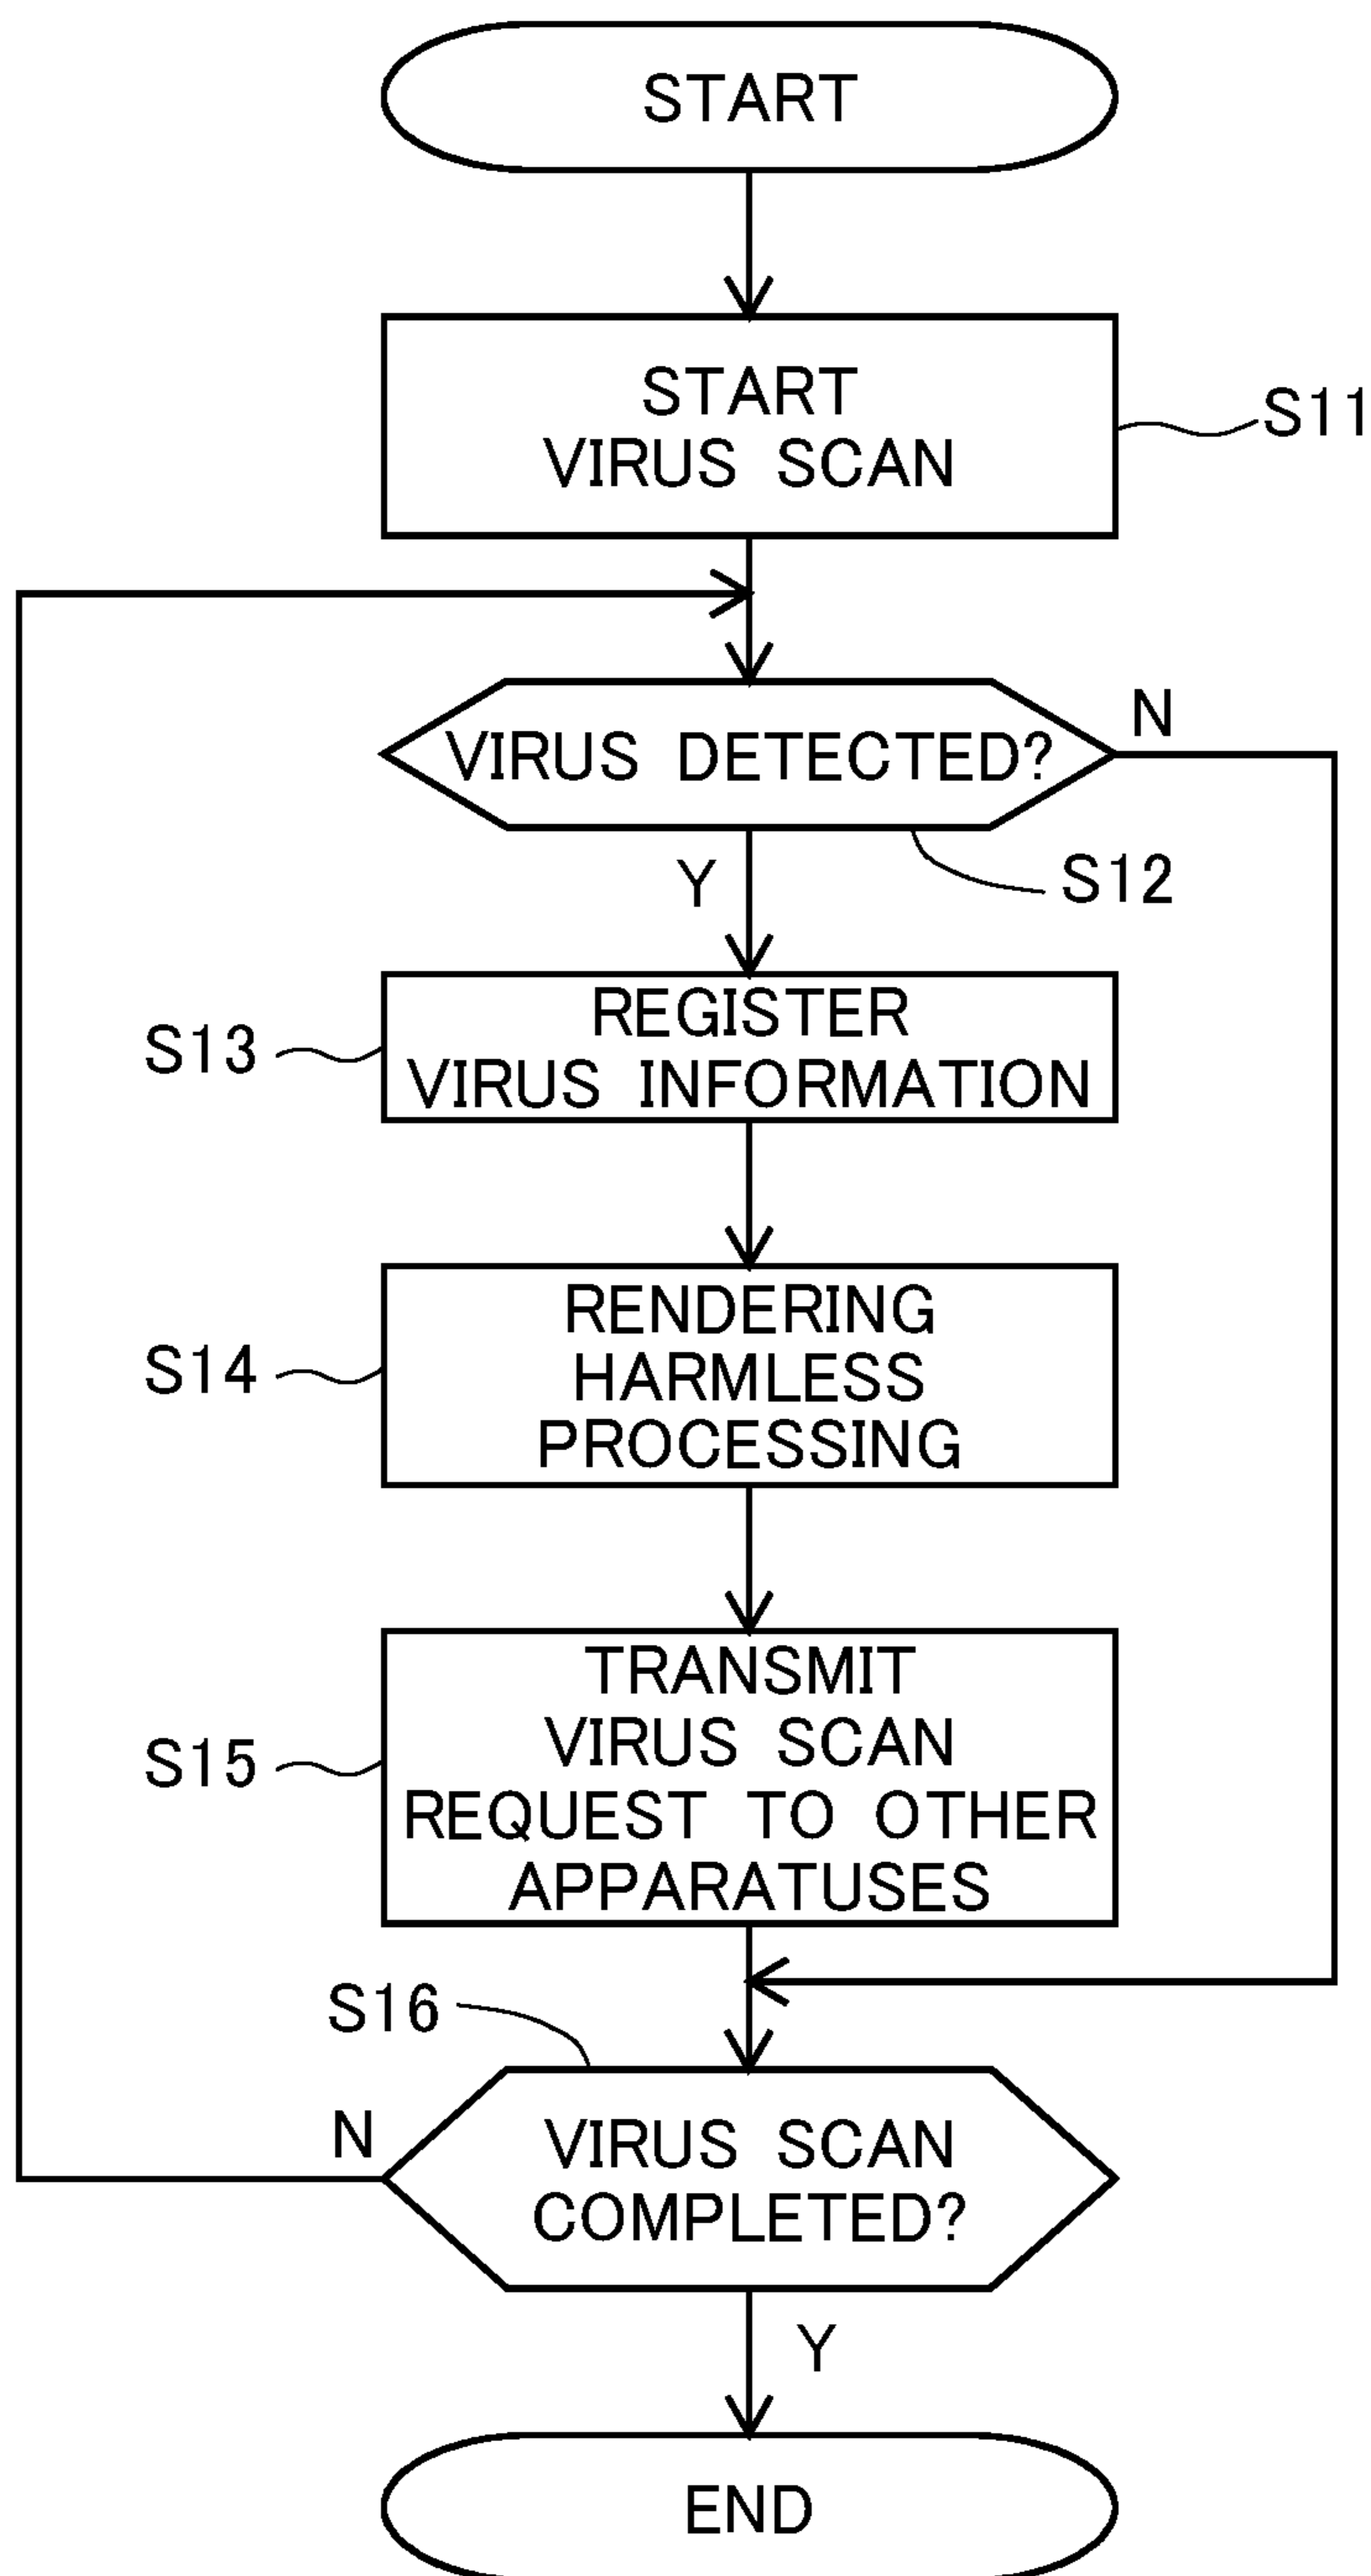 START
START
VIRUS SCAN
S11
VIRUS DETECTED?
N
Y
S12
REGISTER
VIRUS INFORMATION
S13
RENDERING
HARMLESS
PROCESSING
S14
TRANSMIT
VIRUS SCAN
REQUEST TO OTHER
APPARATUSES
S15
S16
N
VIRUS SCAN
COMPLETED?
Y
END